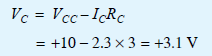 V_C = V_CC − I_C R_C
= +10 − 2.3 × 3 = +3.1 V